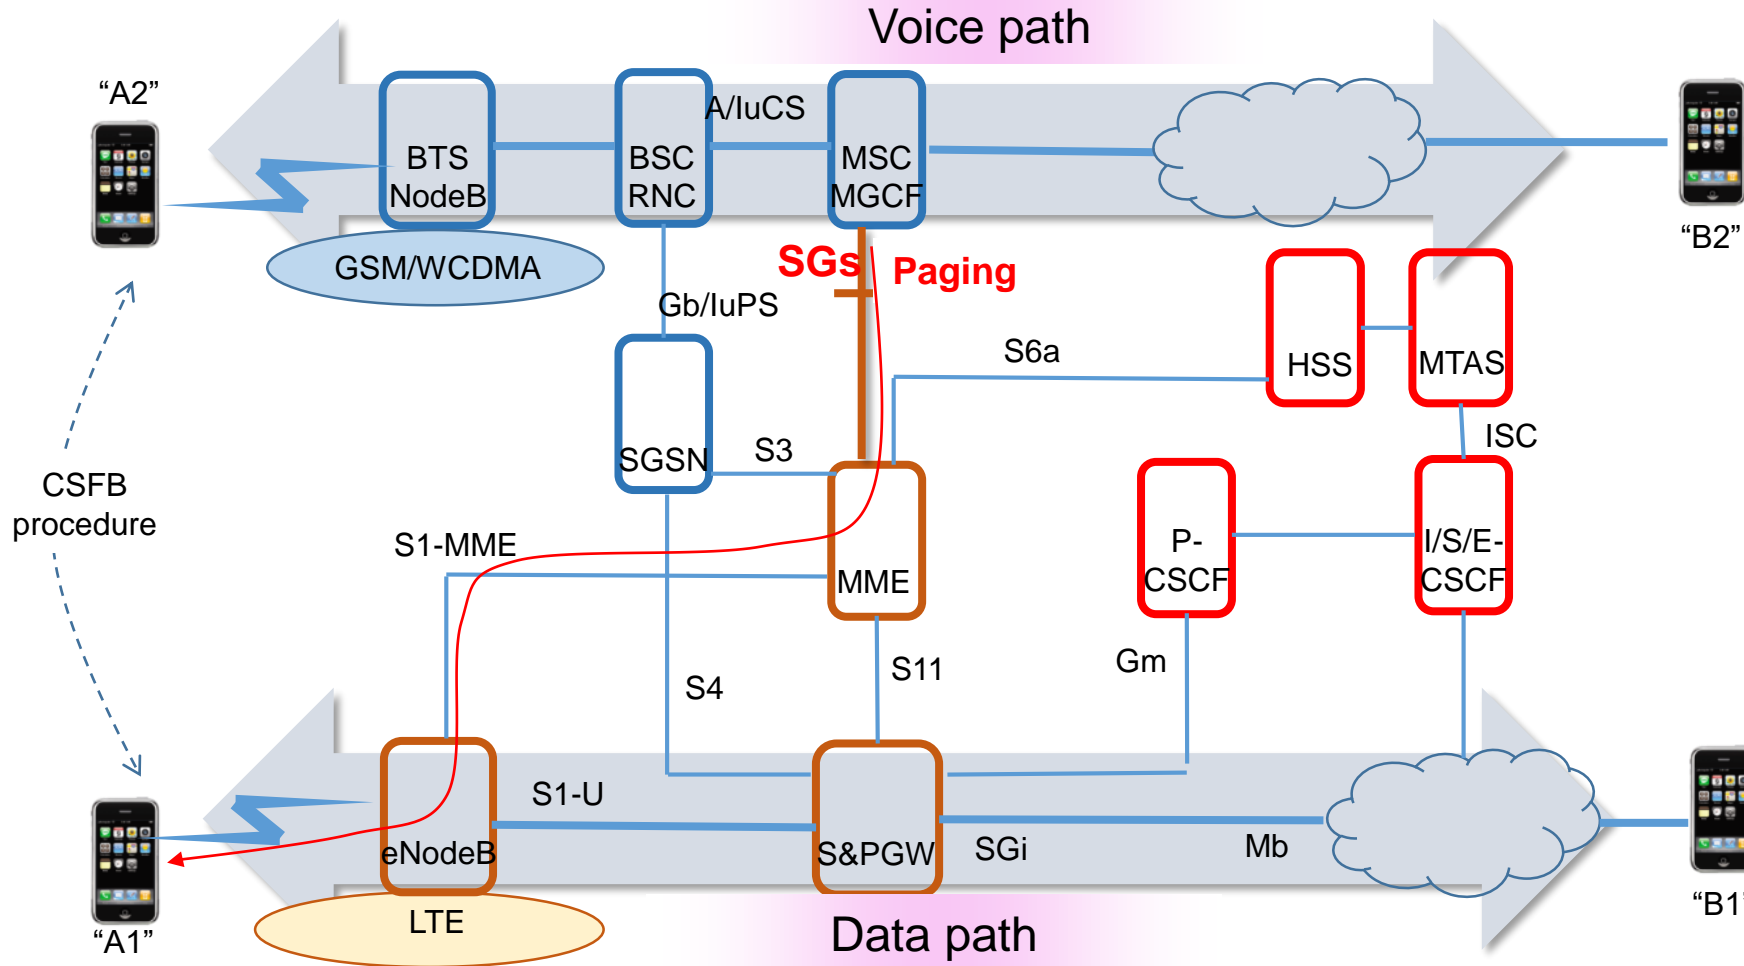 Voice path
“A2”
A/IuCS
BTS
NodeB
BSC
RNC
MSC
MGCF
“B2”
GSM/WCDMA
SGs
Paging
Gb/IuPS
S6a
HSS
MTAS
ISC
SGSN
S3
CSFB
procedure
S1-MME
MME
P-
CSCF
I/S/E-
CSCF
Gm
S11
S4
S1-U
eNodeB
S&PGW
SGi
Mb
LTE
“A1”
“B1”
Data path